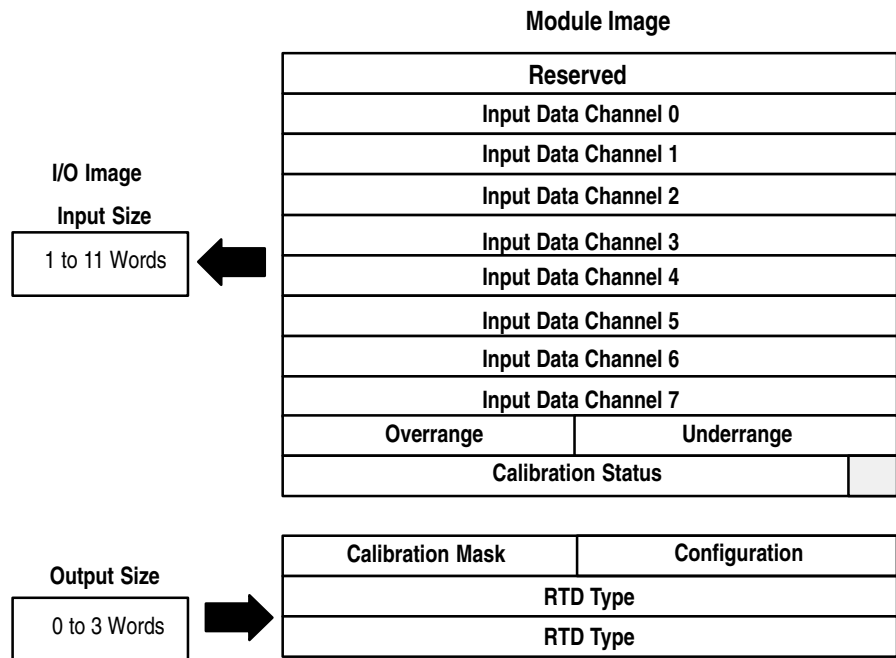 Module Image
Reserved
Input Data Channel 0
Input Data Channel 1
Input Data Channel 2
Input Data Channel 3
Input Data Channel 4
Input Data Channel 5
Input Data Channel 6
Input Data Channel 7
Overrange Underrange
Calibration Status
I/O Image
Input Size
1 to 11 Words
Calibration Mask Configuration
RTD Type
RTD Type
Output Size
0 to 3 Words